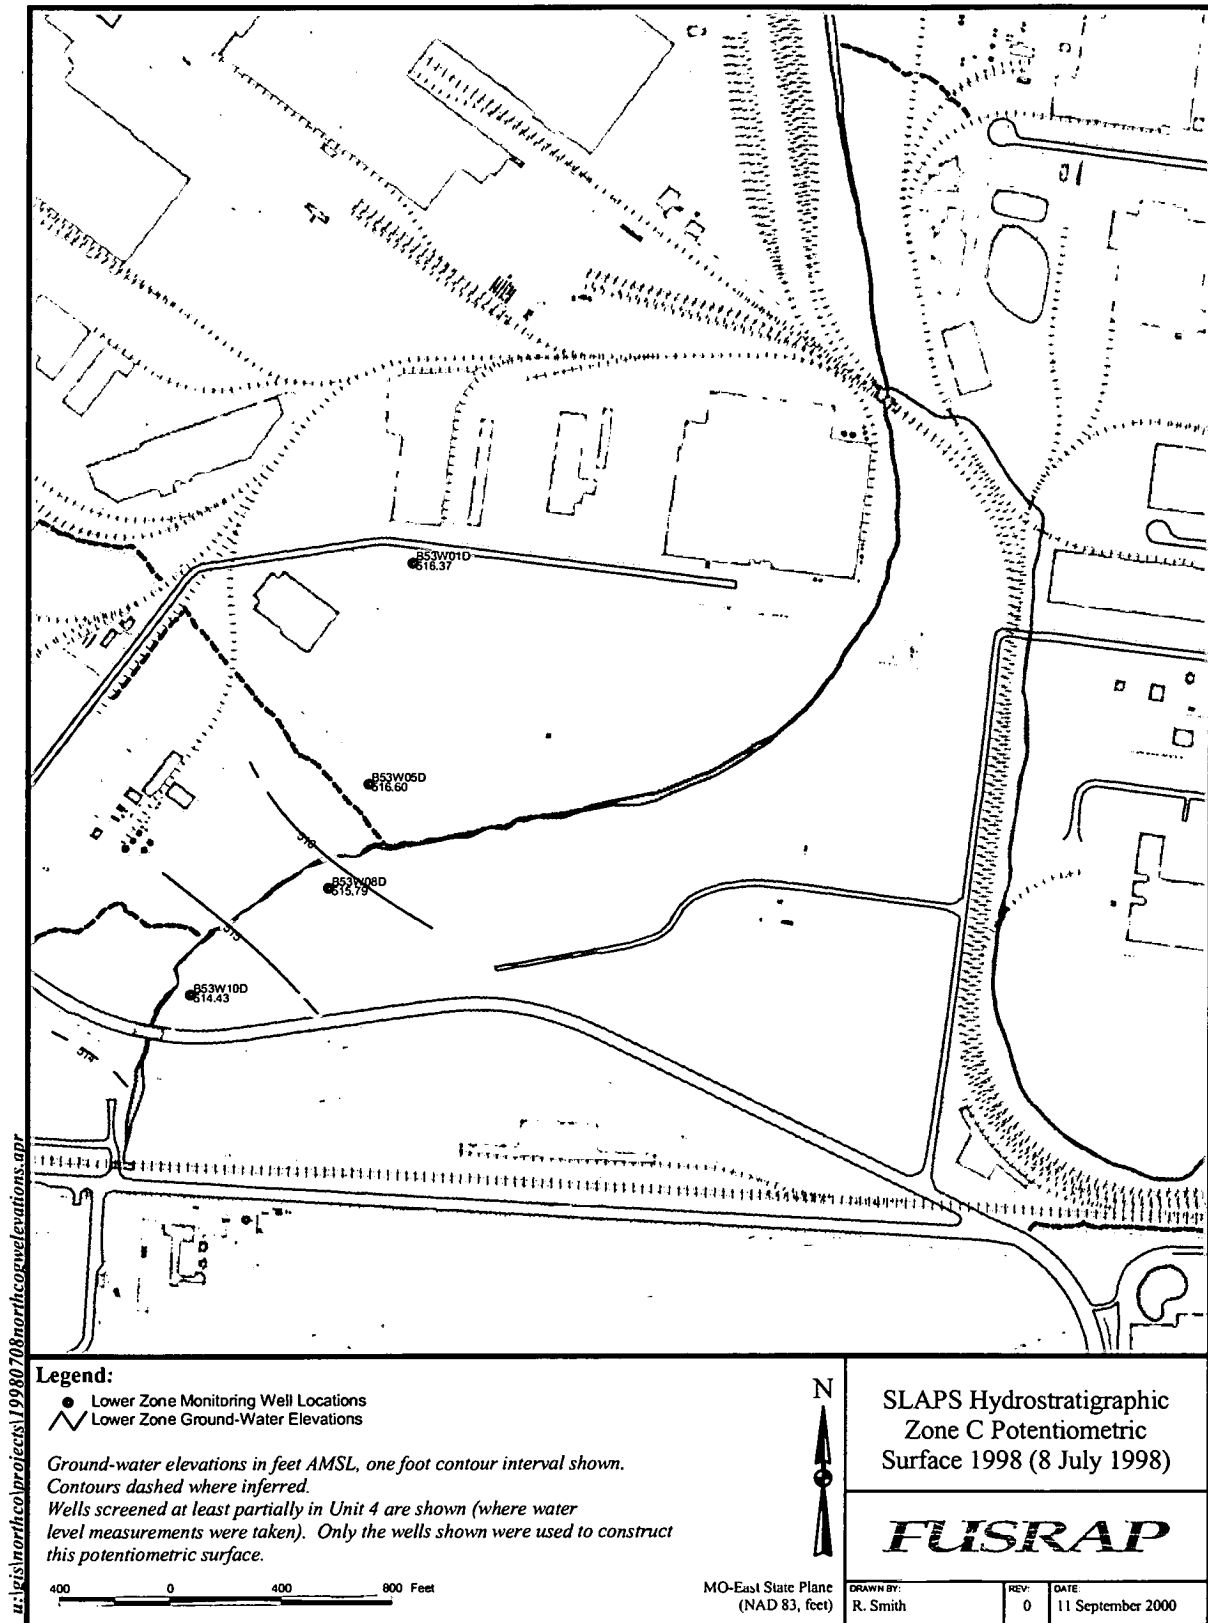 B53W01D
516.37
B53W05D
516.60
516
B53W08D
515.79
515
B53W10D
514.43
514
u:\gis\northco\projects\19980708northcogwelevations.apr
Legend:
Lower Zone Monitoring Well Locations
Lower Zone Ground-Water Elevations
Ground-water elevations in feet AMSL, one foot contour interval shown.
Contours dashed where inferred.
Wells screened at least partially in Unit 4 are shown (where water
level measurements were taken). Only the wells shown were used to construct
this potentiometric surface.
400 0 400 800 Feet
N
MO-East State Plane
(NAD 83, feet)
SLAPS Hydrostratigraphic
Zone C Potentiometric
Surface 1998 (8 July 1998)
FUSRAP
DRAWN BY: REV: DATE:
R. Smith 0 11 September 2000